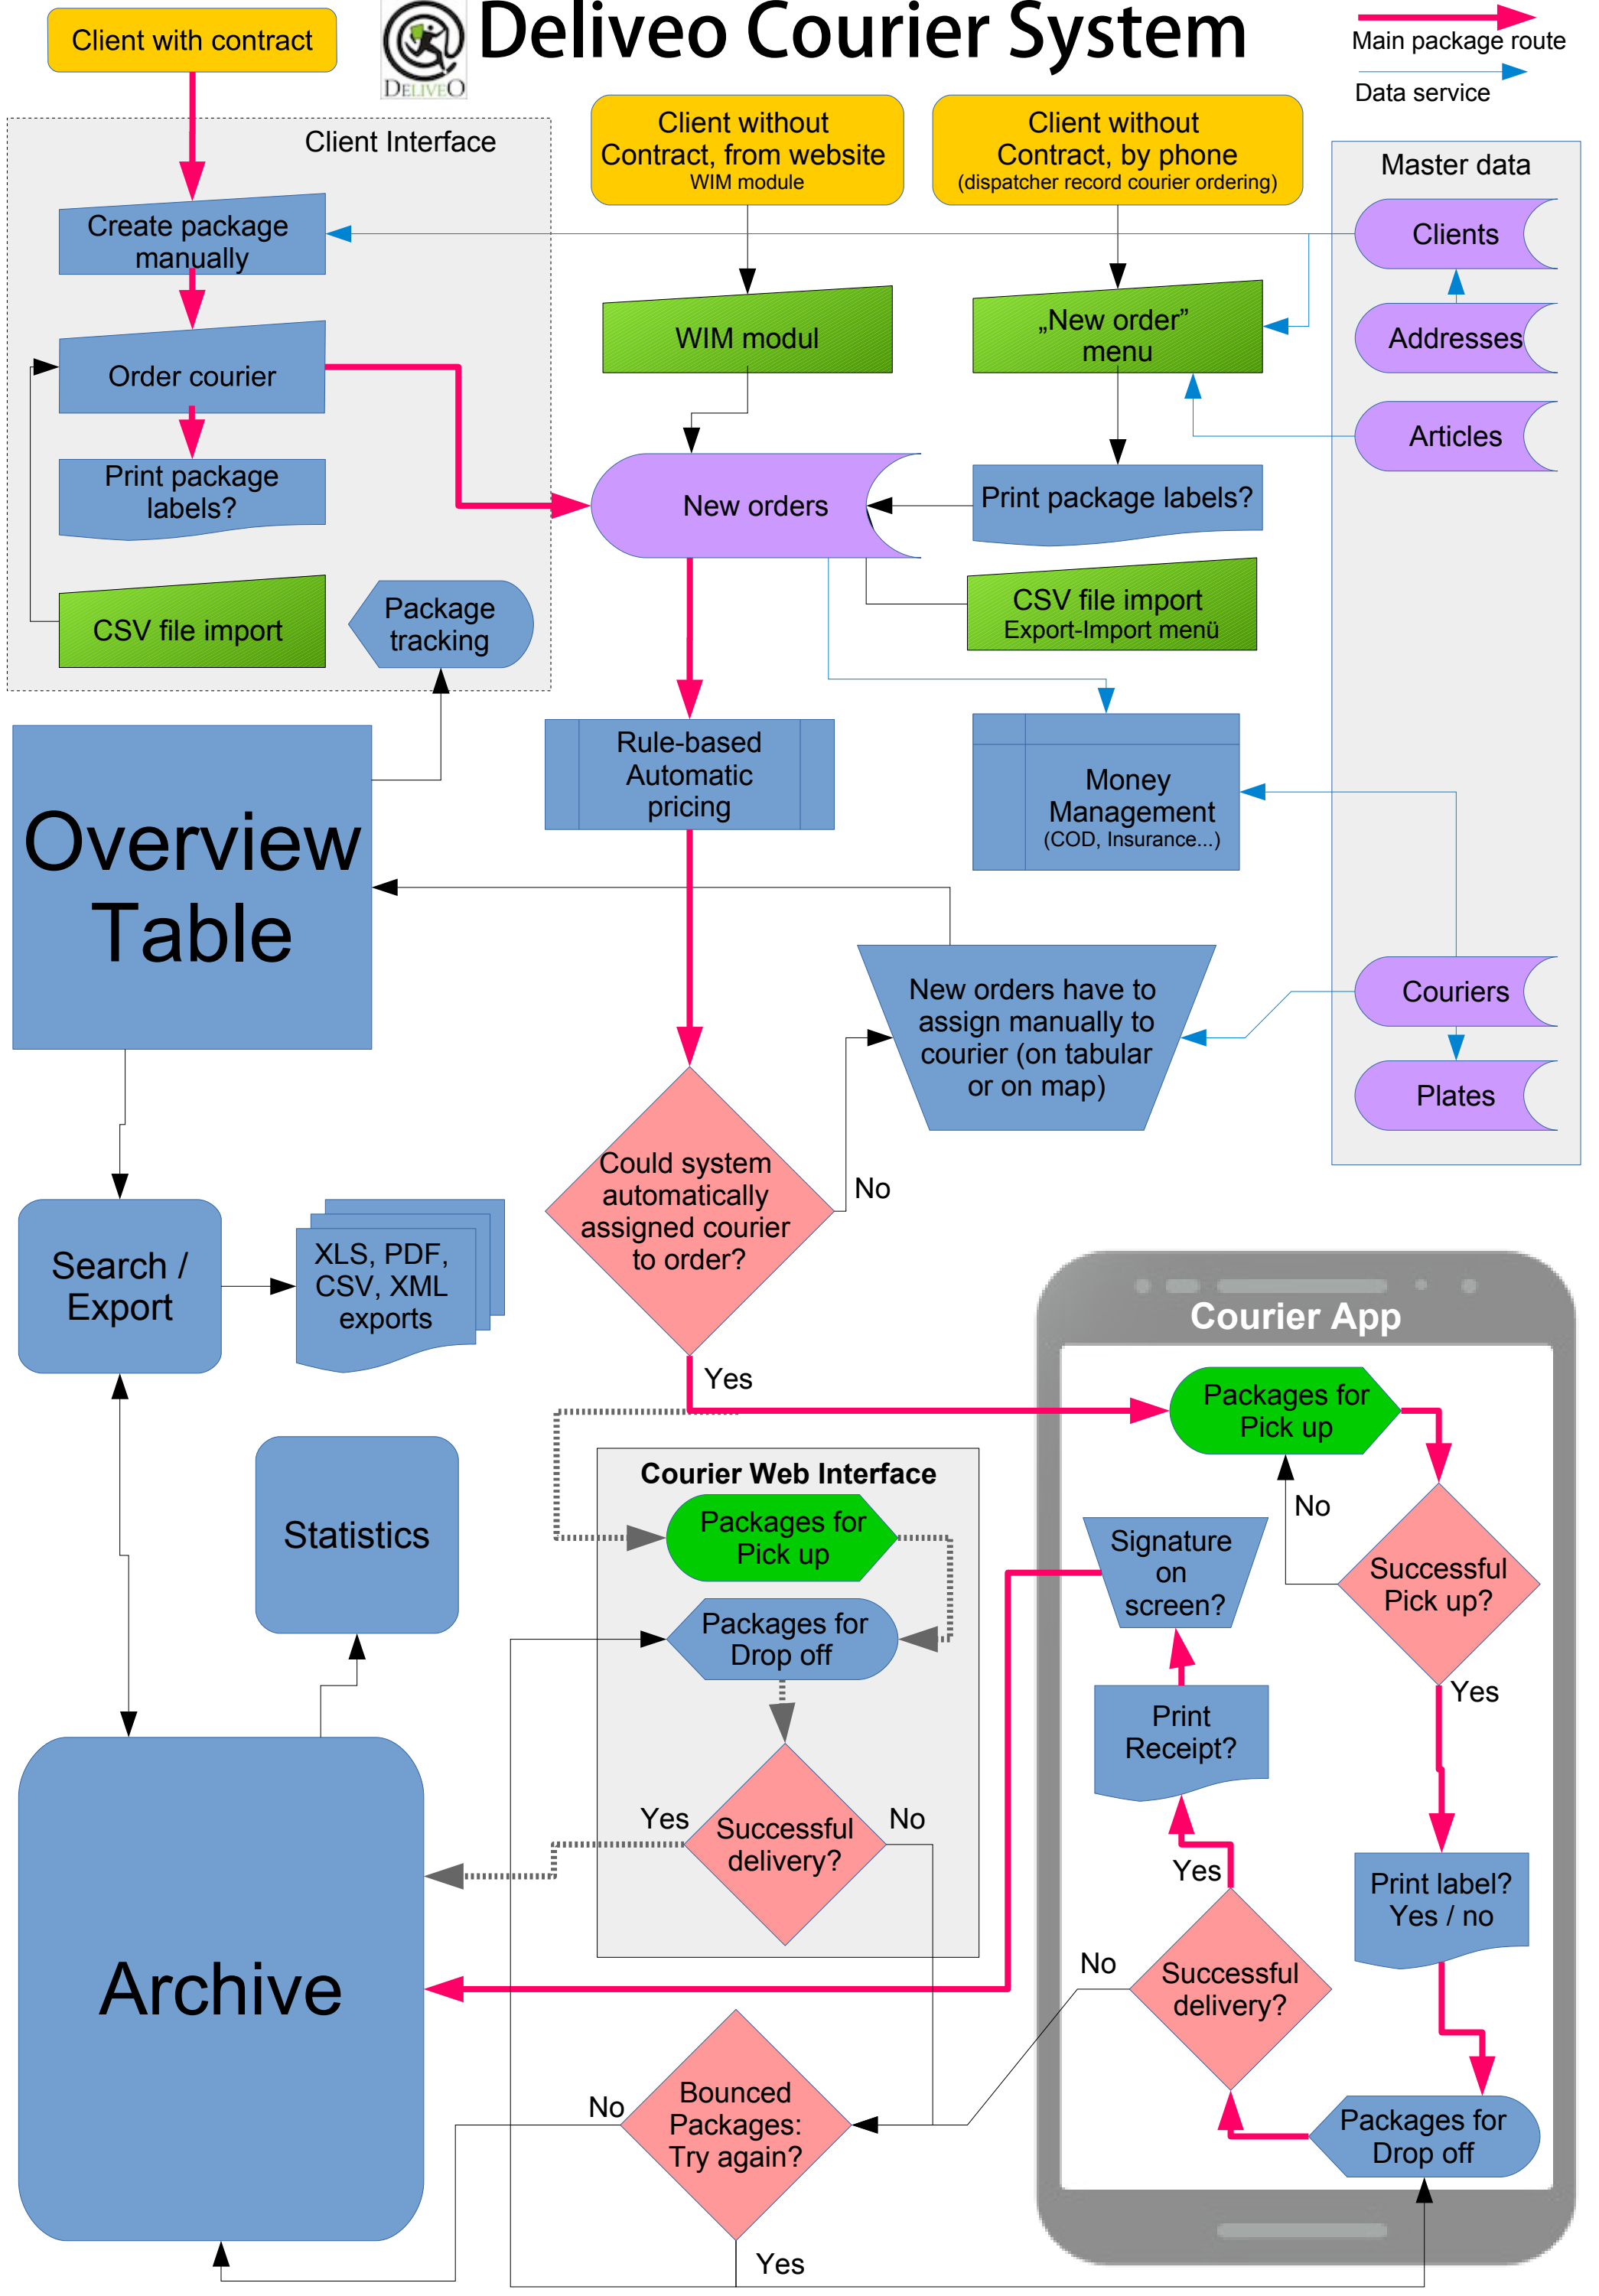 Deliveo Courier System
DELIVEO
Main package route
Data service
Client with contract
Client without
Contract, from website
WIM module
Client without
Contract, by phone
(dispatcher record courier ordering)
Client Interface
Create package
manually
Order courier
Print package
labels?
CSV file import
Package
tracking
WIM modul
„New order”
menu
New orders
Print package labels?
CSV file import
Export-Import menü
Master data
Clients
Addresses
Articles
Couriers
Plates
Rule-based
Automatic
pricing
Money
Management
(COD, Insurance...)
Overview
Table
New orders have to
assign manually to
courier (on tabular
or on map)
Could system
automatically
assigned courier
to order?
No
Yes
Search /
Export
XLS, PDF,
CSV, XML
exports
Statistics
Archive
Courier Web Interface
Packages for
Pick up
Packages for
Drop off
Successful
delivery?
Yes
No
Bounced
Packages:
Try again?
No
Yes
Courier App
Packages for
Pick up
No
Successful
Pick up?
Yes
Signature
on
screen?
Print
Receipt?
Yes
Print label?
Yes / no
No
Successful
delivery?
Packages for
Drop off